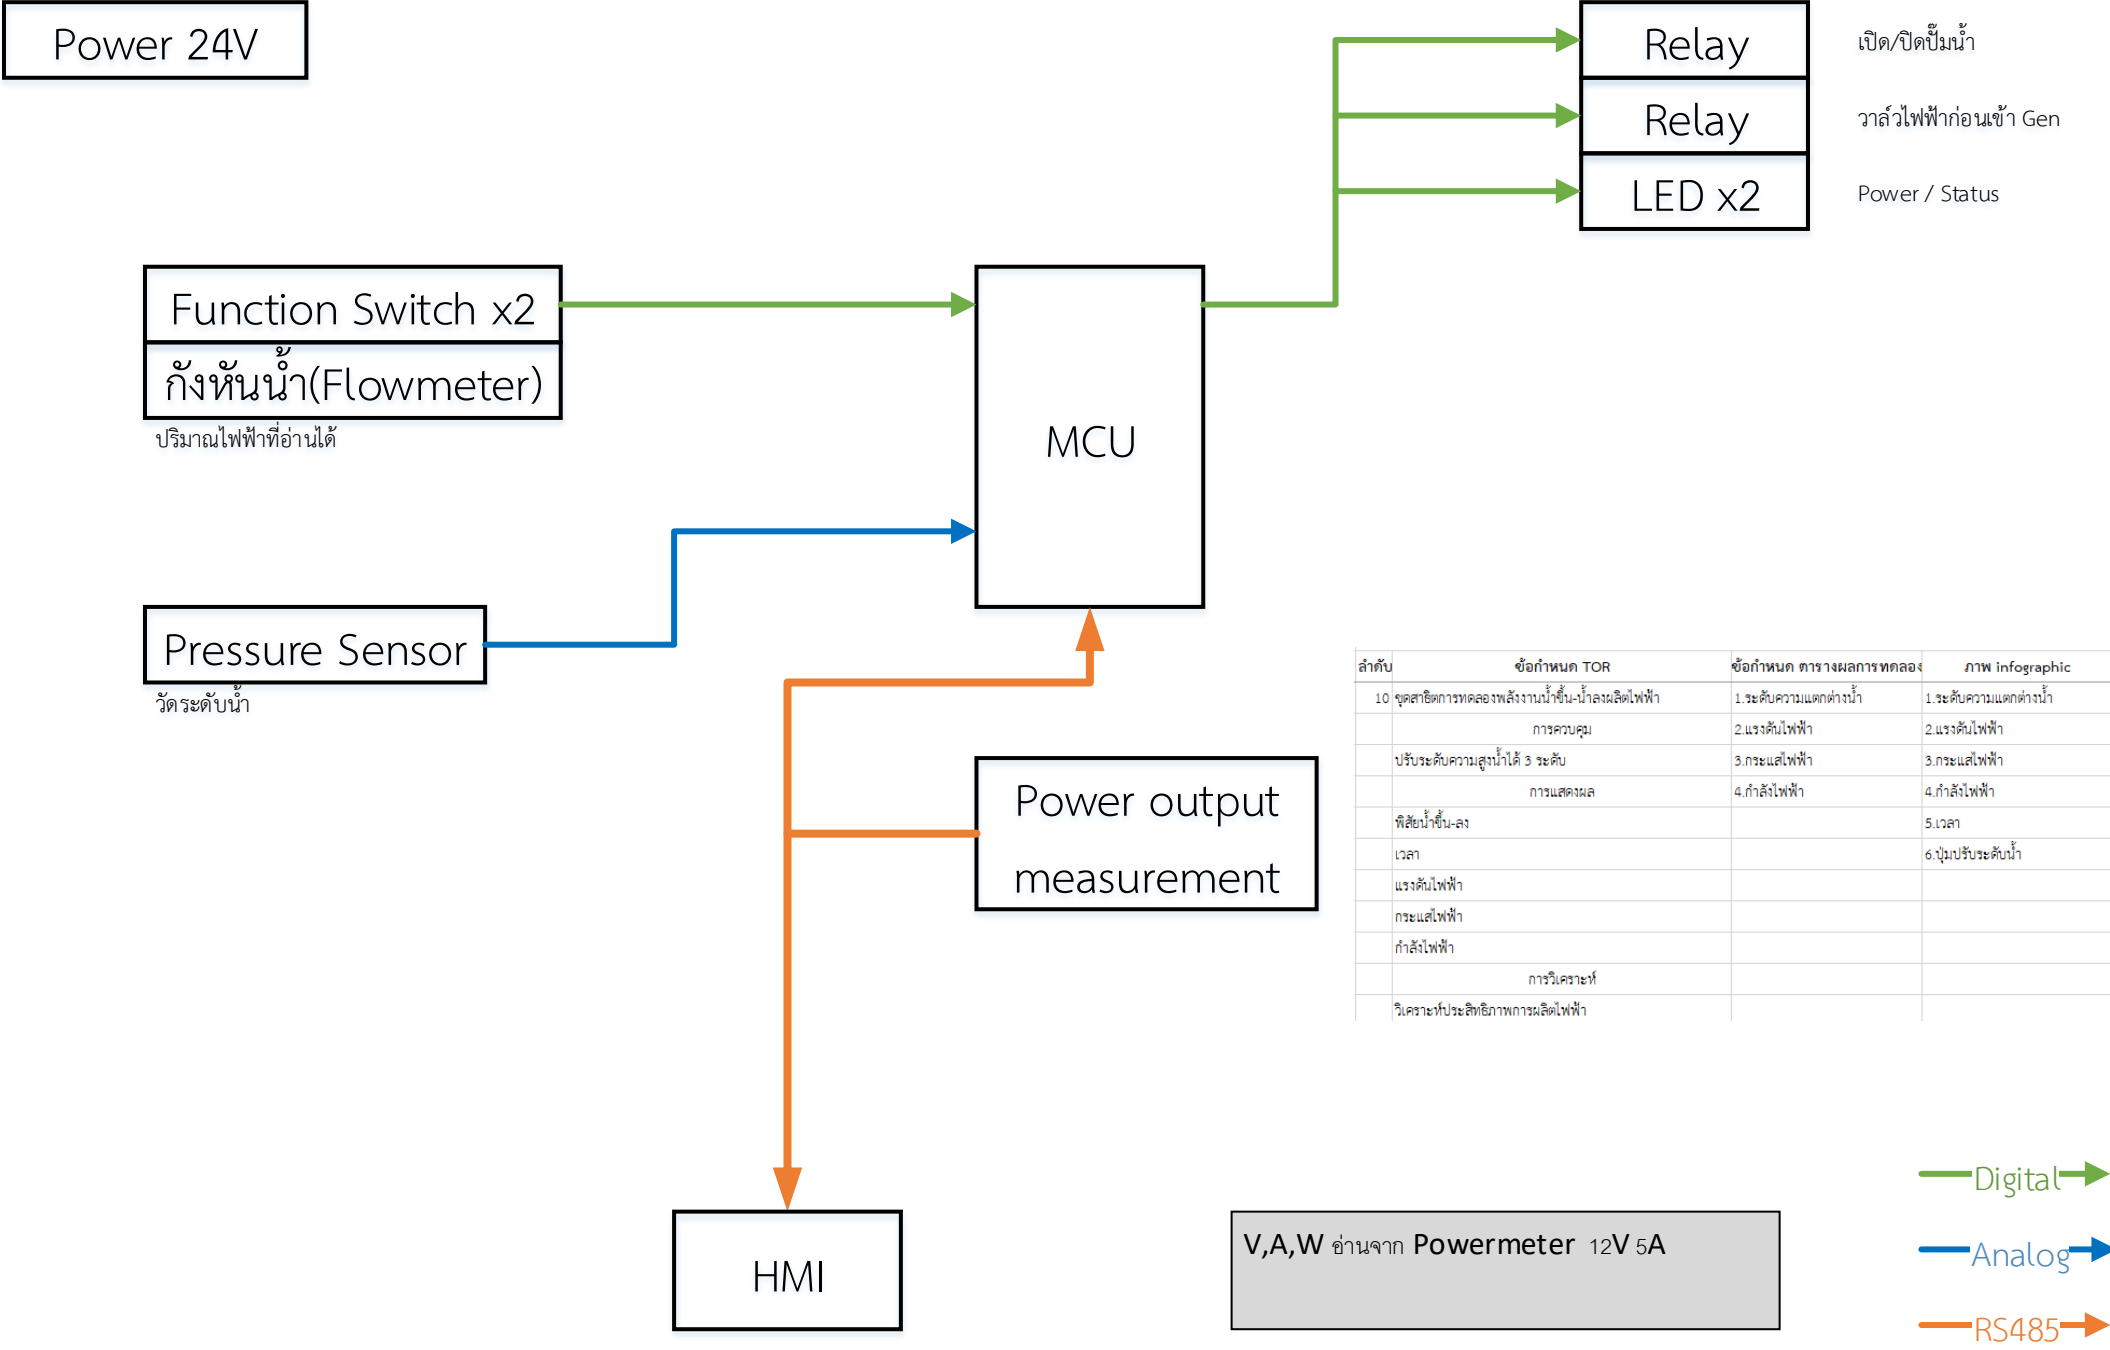 Power 24V
Relay
เปิด/ปิดปั๊มน้ำ
Relay
วาล์วไฟฟ้าก่อนเข้า Gen
LED x2
Power / Status
Function Switch x2
กังหันน้ำ(Flowmeter)
ปริมาณไฟฟ้าที่อ่านได้
MCU
Pressure Sensor
วัดระดับน้ำ
Power output
measurement
ลำดับ ข้อกำหนด TOR ข้อกำหนด ตารางผลการทดลอง ภาพ infographic
10 ชุดสาธิตการทดลองพลังงานน้ำขึ้น-น้ำลงผลิตไฟฟ้า 1.ระดับความแตกต่างน้ำ 1.ระดับความแตกต่างน้ำ
การควบคุม 2.แรงดันไฟฟ้า 2.แรงดันไฟฟ้า
ปรับระดับความสูงน้ำได้ 3 ระดับ 3.กระแสไฟฟ้า 3.กระแสไฟฟ้า
การแสดงผล 4.กำลังไฟฟ้า 4.กำลังไฟฟ้า
พิสัยน้ำขึ้น-ลง 5.เวลา
เวลา 6.ปุ่มปรับระดับน้ำ
แรงดันไฟฟ้า
กระแสไฟฟ้า
กำลังไฟฟ้า
การวิเคราะห์
วิเคราะห์ประสิทธิภาพการผลิตไฟฟ้า
HMI
V,A,W อ่านจาก Powermeter 12V 5A
Digital
Analog
RS485